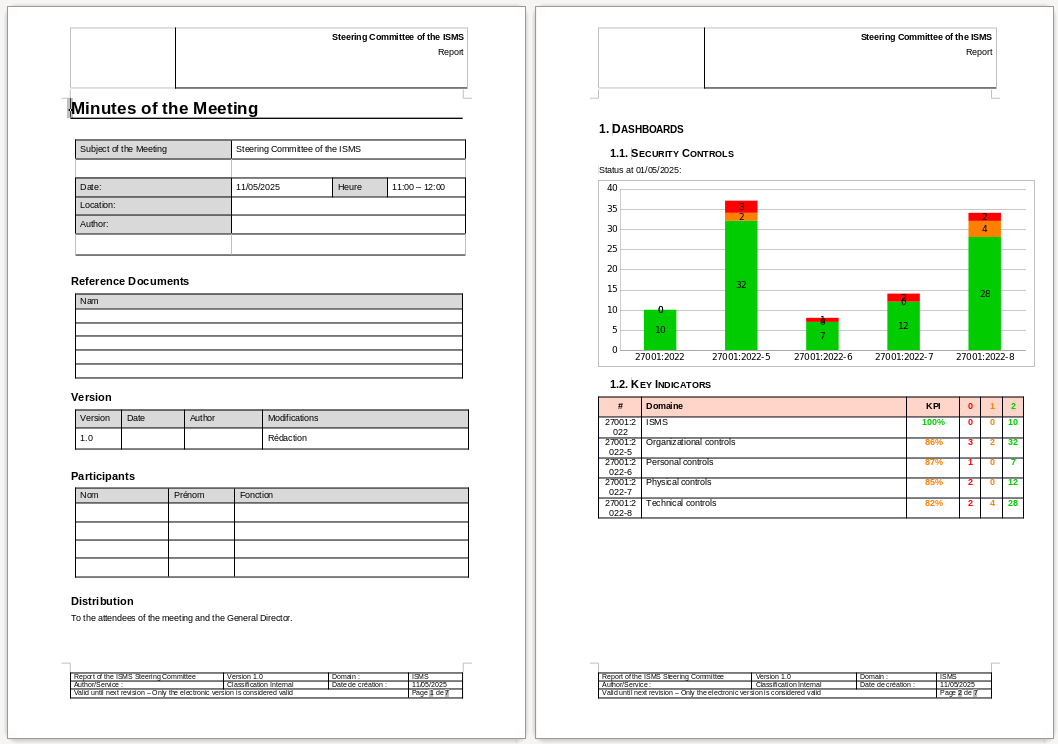 Steering Committee of the ISMS
Report
Minutes of the Meeting
Subject of the Meeting Steering Committee of the ISMS
Date: 11/05/2025 Heure 11:00 – 12:00
Location:
Author:
Reference Documents
Nam
Version
Version Date Author Modifications
1.0 Rédaction
Participants
Nom Prénom Fonction
Distribution
To the attendees of the meeting and the General Director.
Report of the ISMS Steering Committee Version 1.0 Domain : ISMS
Author/Service : Classification Internal Date de création : 11/05/2025
Valid until next revision – Only the electronic version is considered valid Page 1 de 7
Steering Committee of the ISMS
Report
1. DASHBOARDS
1.1. SECURITY CONTROLS
Status at 01/05/2025:
40
35
30
25
20
15
10
5
0
0
10
3
2
32
1
0
7
2
0
12
2
4
28
27001:2022 27001:2022-5 27001:2022-6 27001:2022-7 27001:2022-8
1.2. KEY INDICATORS
# Domaine KPI 0 1 2
27001:2022 ISMS 100% 0 0 10
27001:2022-5 Organizational controls 86% 3 2 32
27001:2022-6 Personal controls 87% 1 0 7
27001:2022-7 Physical controls 85% 2 0 12
27001:2022-8 Technical controls 82% 2 4 28
Report of the ISMS Steering Committee Version 1.0 Domain : ISMS
Author/Service : Classification Internal Date de création : 11/05/2025
Valid until next revision – Only the electronic version is considered valid Page 2 de 7